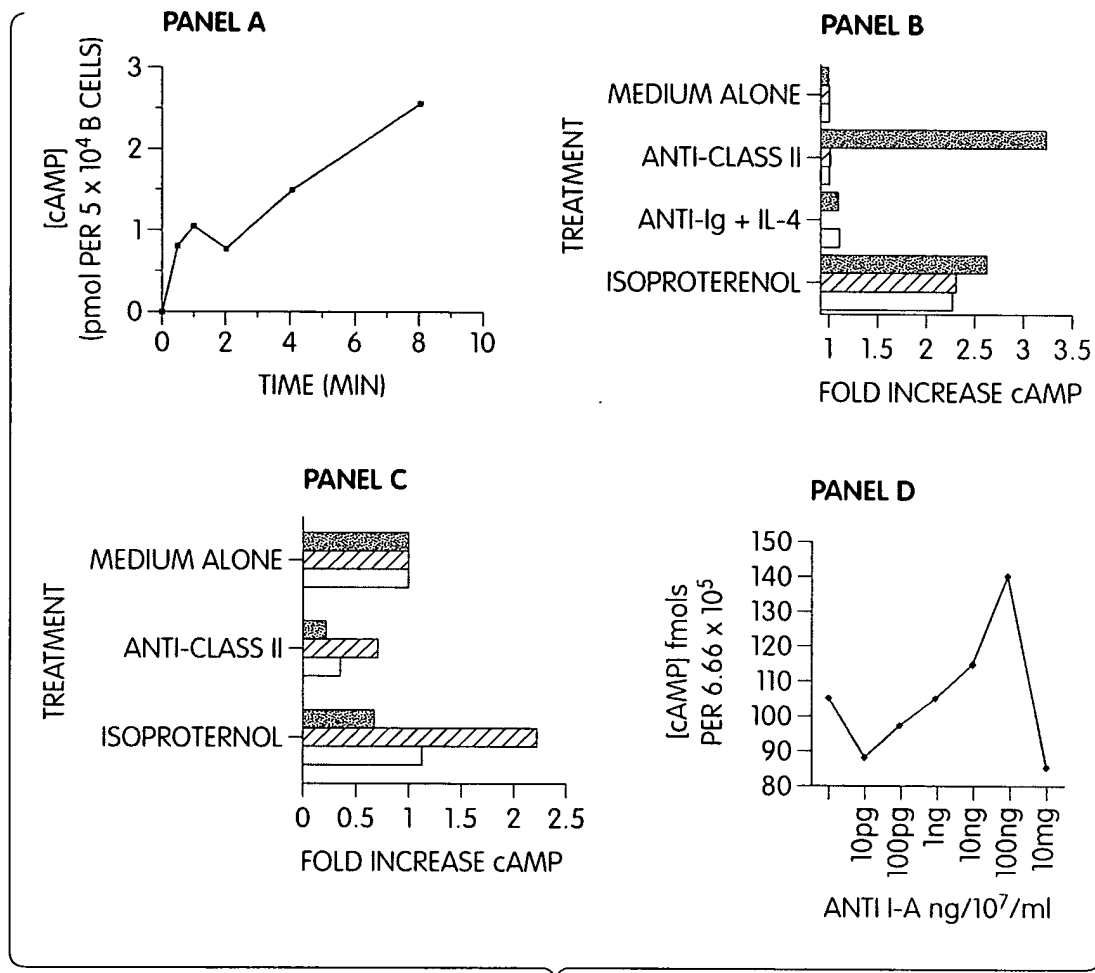 PANEL A
[cAMP]
(pmol PER 5 x 10⁴ B CELLS)
3
2
1
0
0 2 4 6 8 10
TIME (MIN)
PANEL B
TREATMENT
MEDIUM ALONE
ANTI-CLASS II
ANTI-Ig + IL-4
ISOPROTERENOL
1 1.5 2 2.5 3 3.5
FOLD INCREASE cAMP
PANEL C
TREATMENT
MEDIUM ALONE
ANTI-CLASS II
ISOPROTERNOL
0 0.5 1 1.5 2 2.5
FOLD INCREASE cAMP
PANEL D
[cAMP] fmols
PER 6.66 x 10⁵
150
140
130
120
110
100
90
80
10pg
100pg
1ng
10ng
100ng
10mg
ANTI I-A ng/10⁷/ml